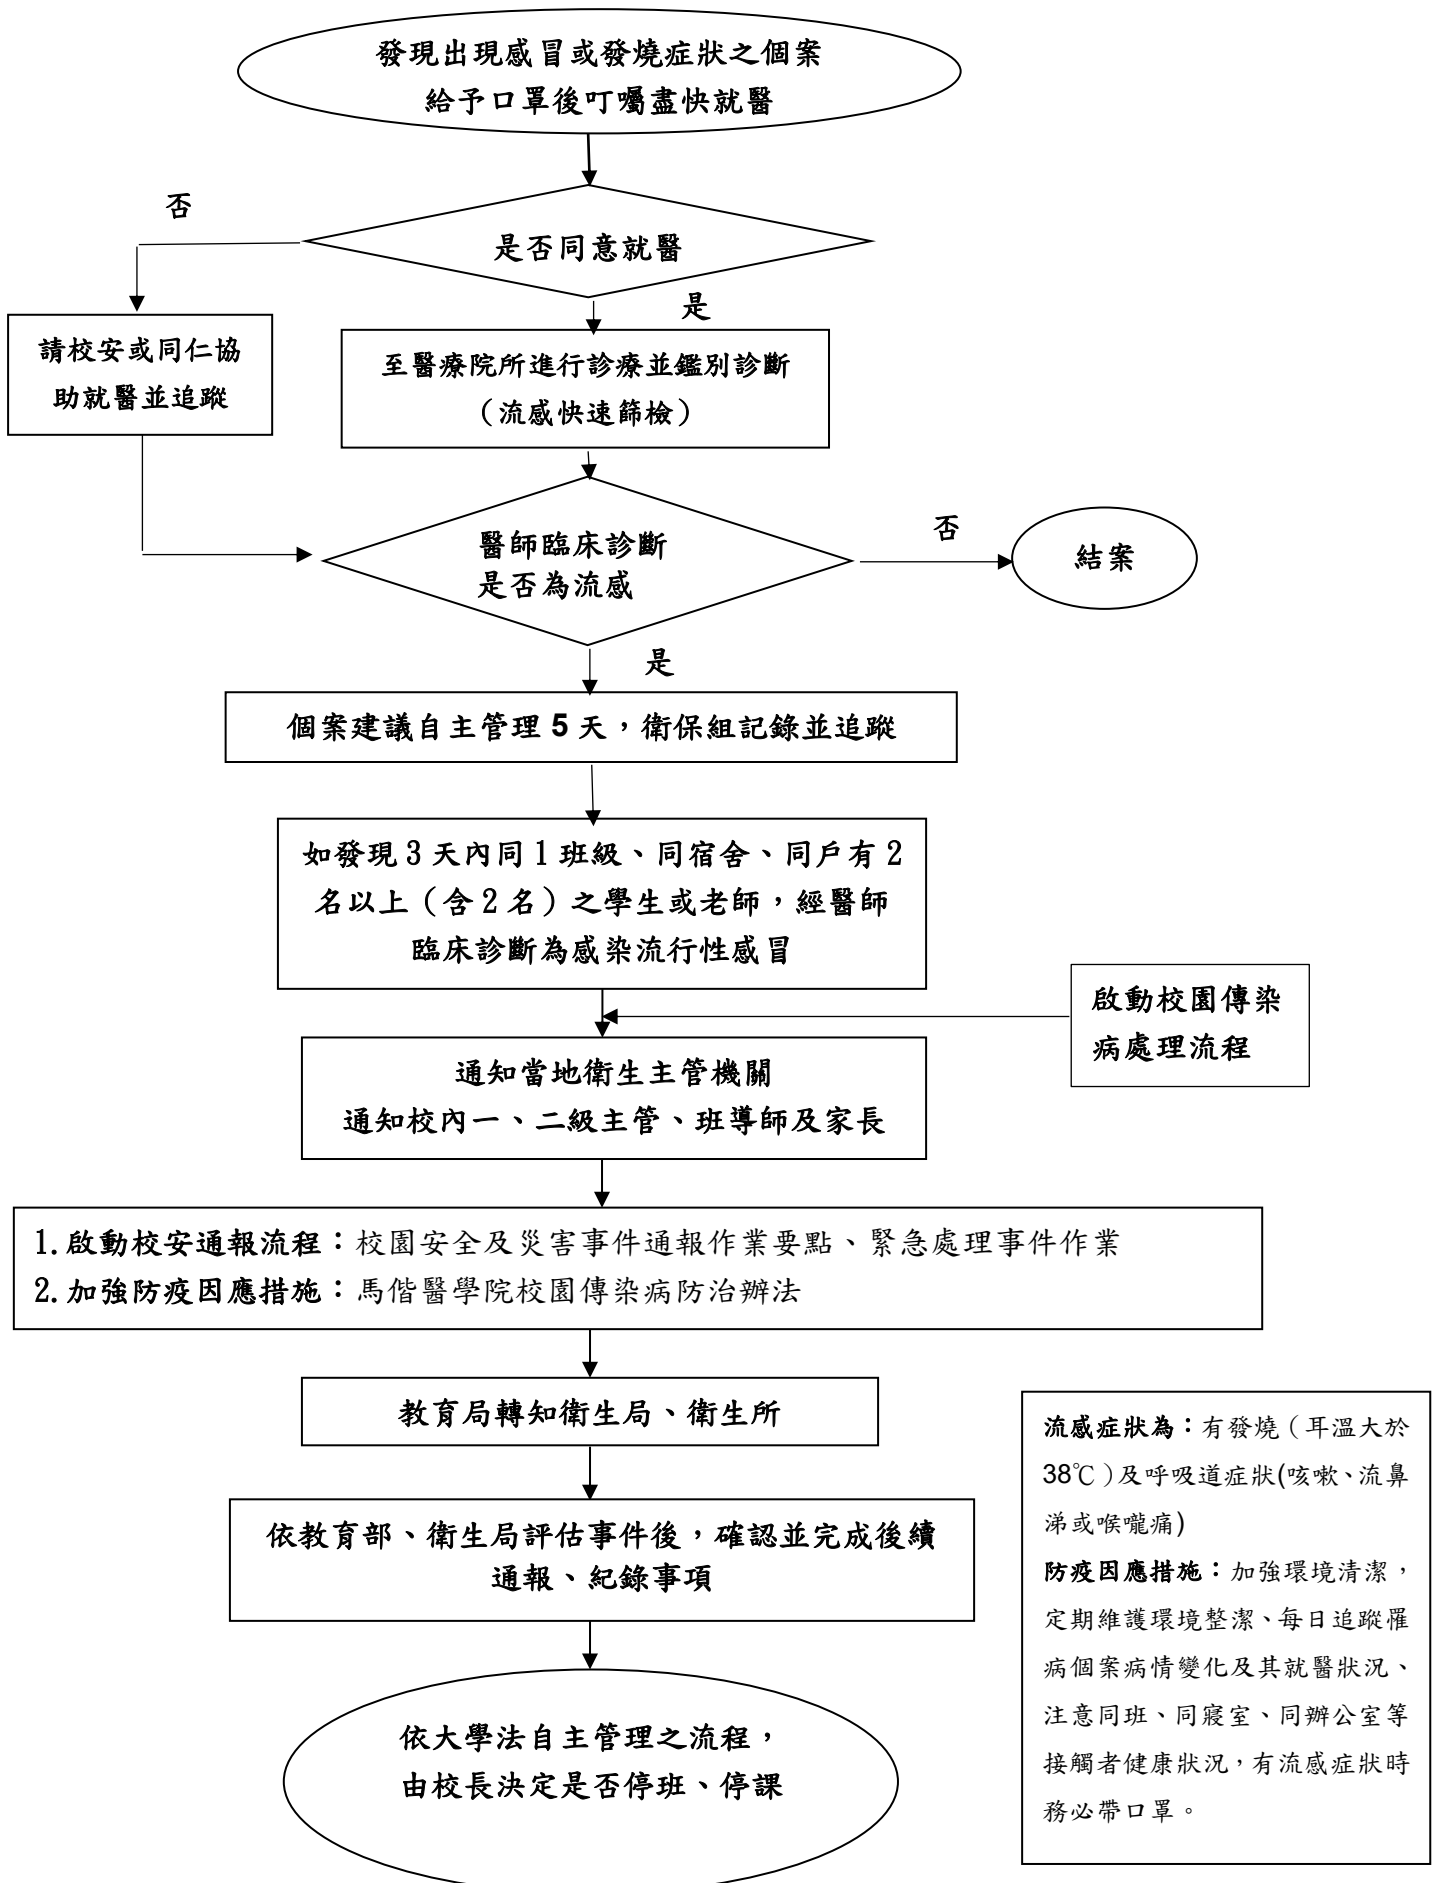 發現出現感冒或發燒症狀之個案
給予口罩後叮囑盡快就醫
否
是否同意就醫
是
請校安或同仁協
助就醫並追蹤
至醫療院所進行診療並鑑別診斷
（流感快速篩檢）
醫師臨床診斷
是否為流感
否
結案
是
個案建議自主管理 5 天，衛保組記錄並追蹤
如發現 3 天內同 1 班級、同宿舍、同戶有 2
名以上（含 2 名）之學生或老師，經醫師
臨床診斷為感染流行性感冒
啟動校園傳染
病處理流程
通知當地衛生主管機關
通知校內一、二級主管、班導師及家長
1. 啟動校安通報流程：校園安全及災害事件通報作業要點、緊急處理事件作業
2. 加強防疫因應措施：馬偕醫學院校園傳染病防治辦法
教育局轉知衛生局、衛生所
依教育部、衛生局評估事件後，確認並完成後續
通報、紀錄事項
依大學法自主管理之流程，
由校長決定是否停班、停課
流感症狀為：有發燒（耳溫大於
38℃）及呼吸道症狀(咳嗽、流鼻
涕或喉嚨痛)
防疫因應措施：加強環境清潔，
定期維護環境整潔、每日追蹤罹
病個案病情變化及其就醫狀況、
注意同班、同寢室、同辦公室等
接觸者健康狀況，有流感症狀時
務必帶口罩。